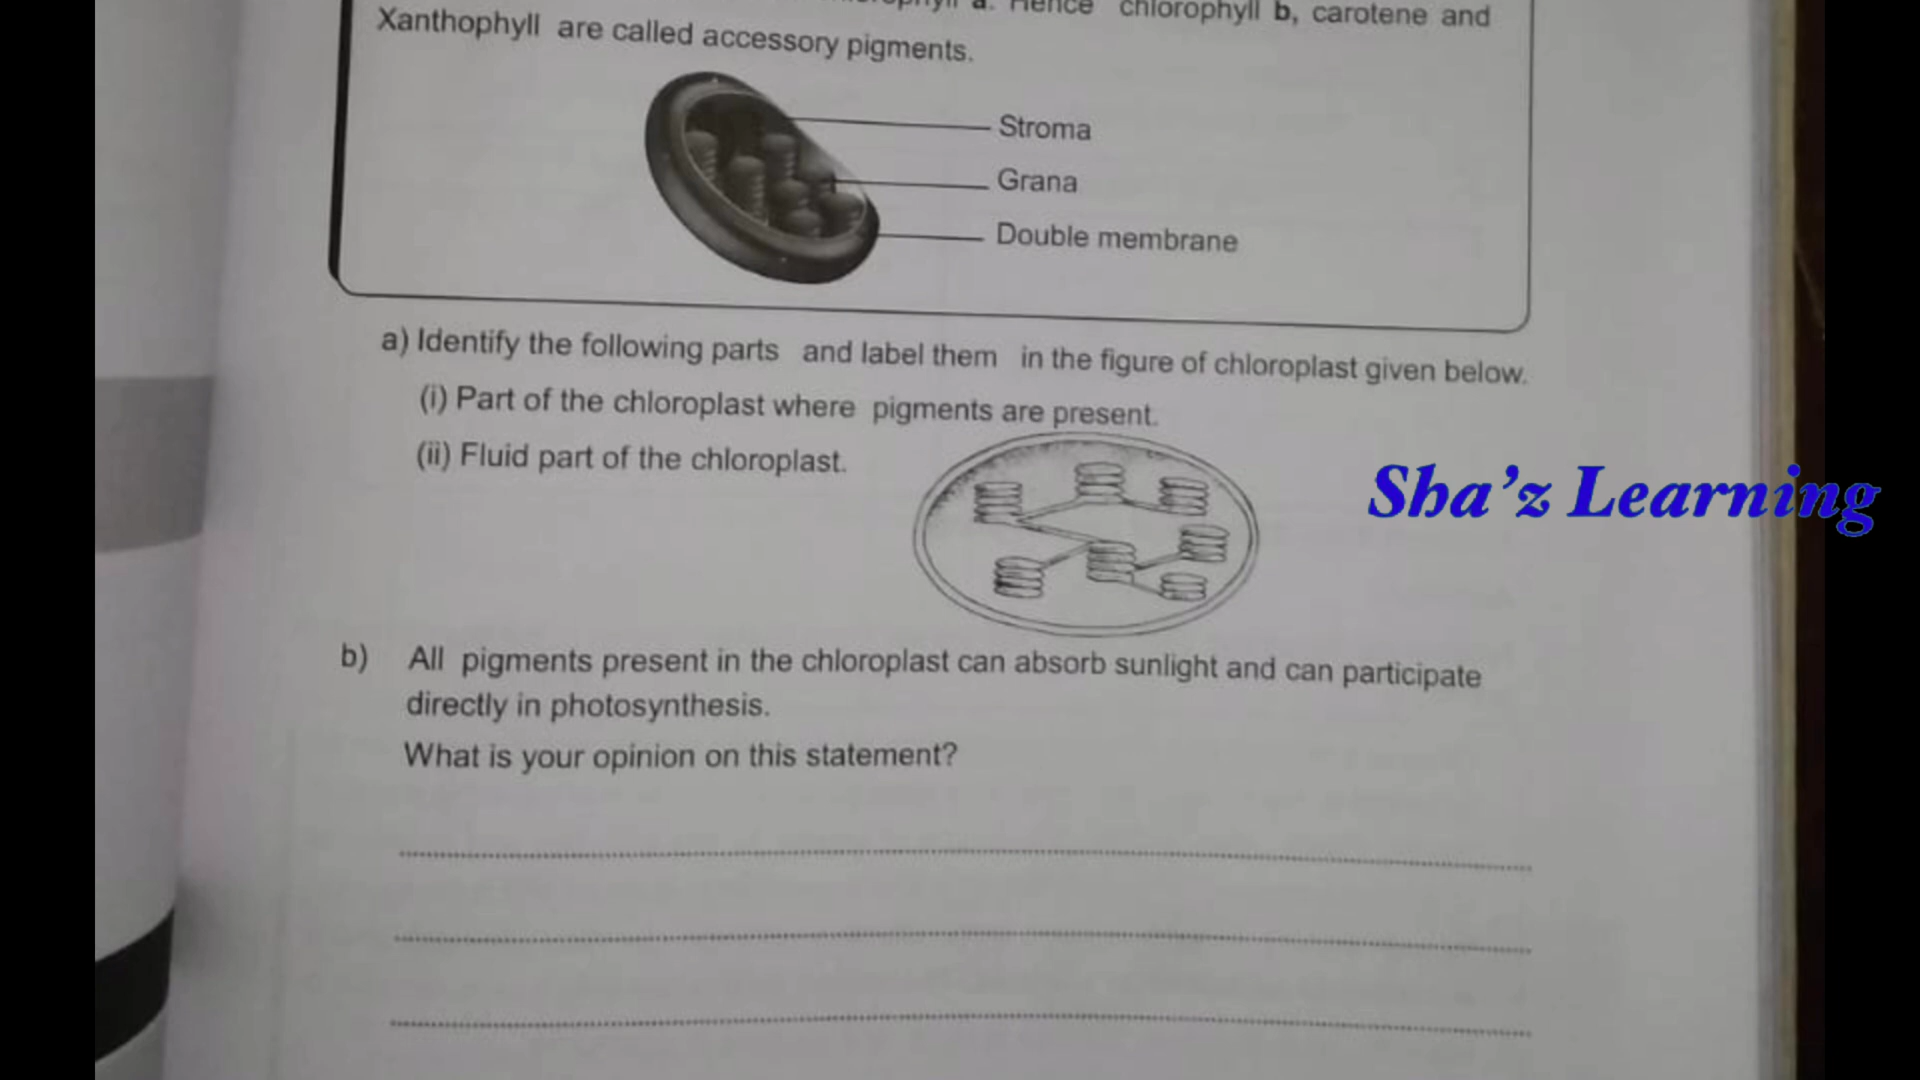 a. Hence chlorophyll b, carotene and
Xanthophyll are called accessory pigments.
Stroma
Grana
Double membrane
a) Identify the following parts and label them in the figure of chloroplast given below.
(i) Part of the chloroplast where pigments are present.
(ii) Fluid part of the chloroplast.
Sha'z Learning
b) All pigments present in the chloroplast can absorb sunlight and can participate
directly in photosynthesis.
What is your opinion on this statement?